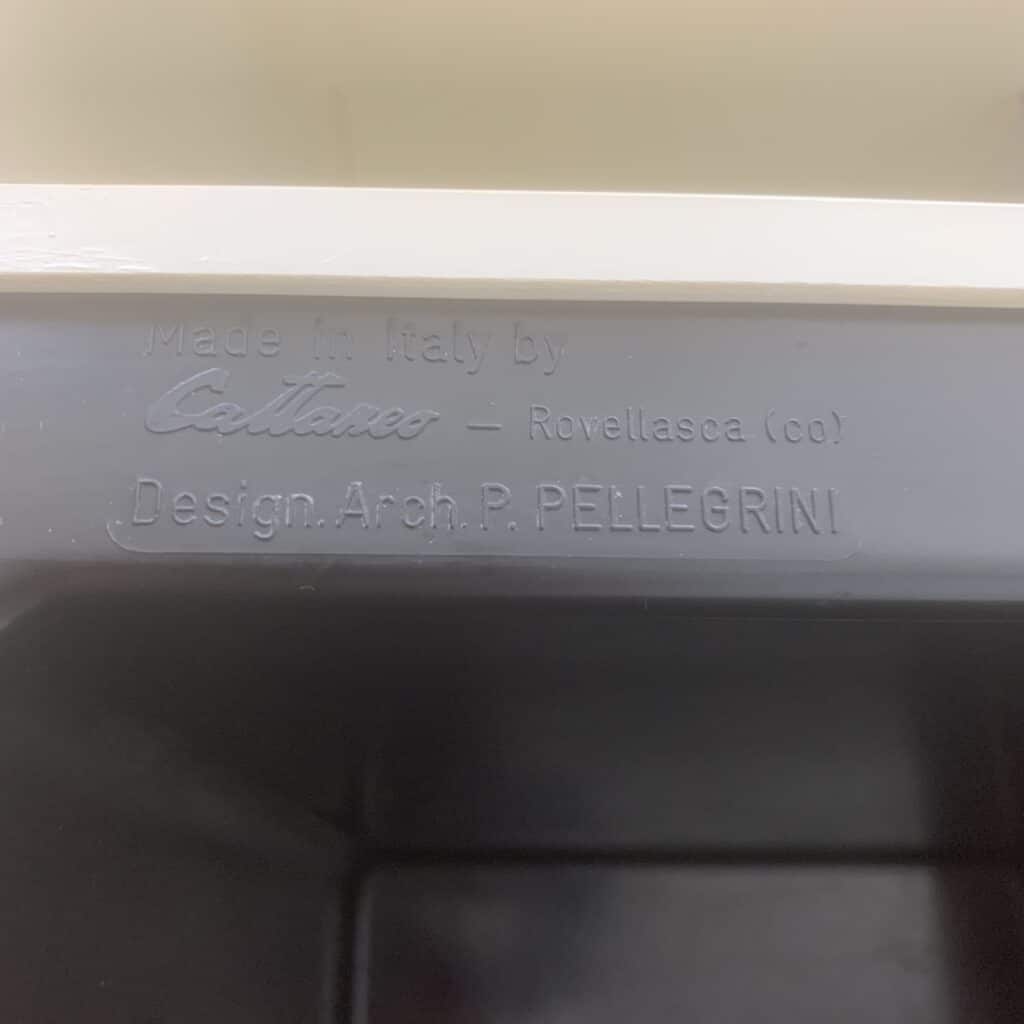 Made in Italy by
Cattaneo – Rovellasca (co)
Design. Arch. P. PELLEGRINI